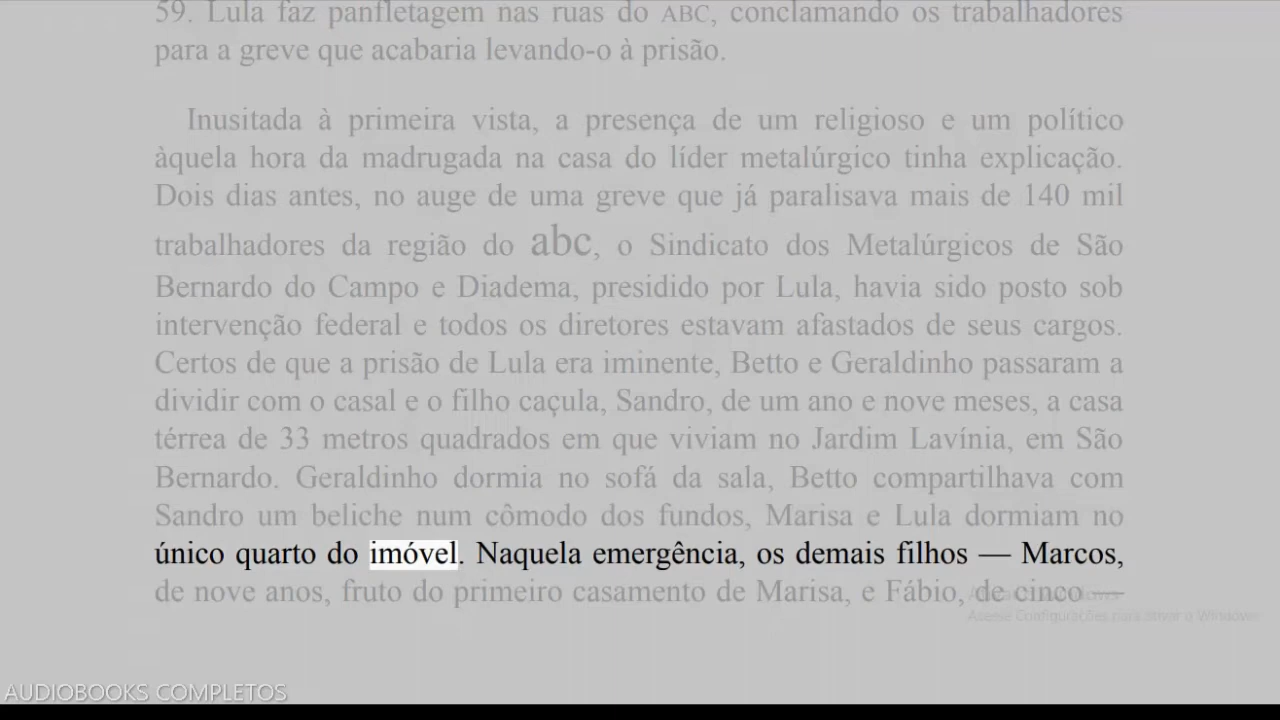 59. Lula faz panfletagem nas ruas do ABC, conclamando os trabalhadores
para a greve que acabaria levando-o à prisão.
Inusitada à primeira vista, a presença de um religioso e um político
àquela hora da madrugada na casa do líder metalúrgico tinha explicação.
Dois dias antes, no auge de uma greve que já paralisava mais de 140 mil
trabalhadores da região do abc, o Sindicato dos Metalúrgicos de São
Bernardo do Campo e Diadema, presidido por Lula, havia sido posto sob
intervenção federal e todos os diretores estavam afastados de seus cargos.
Certos de que a prisão de Lula era iminente, Betto e Geraldinho passaram a
dividir com o casal e o filho caçula, Sandro, de um ano e nove meses, a casa
térrea de 33 metros quadrados em que viviam no Jardim Lavínia, em São
Bernardo. Geraldinho dormia no sofá da sala, Betto compartilhava com
Sandro um beliche num cômodo dos fundos, Marisa e Lula dormiam no
único quarto do imóvel. Naquela emergência, os demais filhos — Marcos,
de nove anos, fruto do primeiro casamento de Marisa, e Fábio, de cinco —
Ativar o Windows
Acesse Configurações para ativar o Windows.
AUDIOBOOKS COMPLETOS